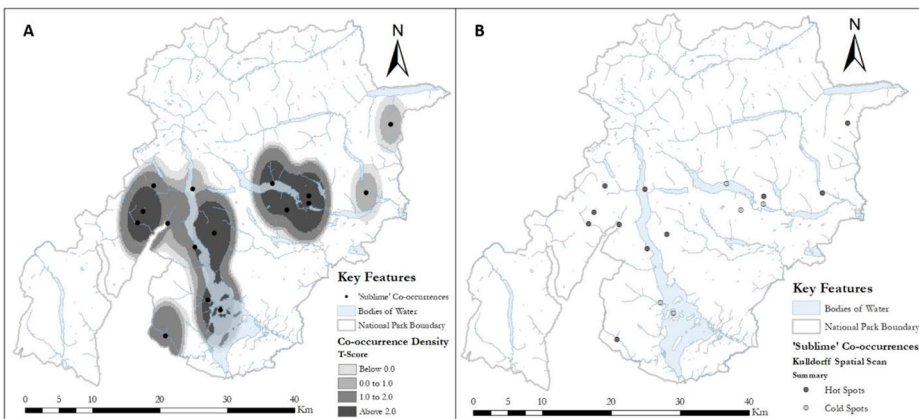 A
N
Key Features
'Sublime' Co-occurrences
Bodies of Water
National Park Boundary
Co-occurrence Density
T-Score
Below 0.0
0.0 to 1.0
1.0 to 2.0
Above 2.0
0 5 10 20 30 40
Km
B
N
Key Features
Bodies of Water
National Park Boundary
'Sublime' Co-occurrences
Kulldorff Spatial Scan
Summary
Hot Spots
Cold Spots
0 5 10 20 30 40
Km